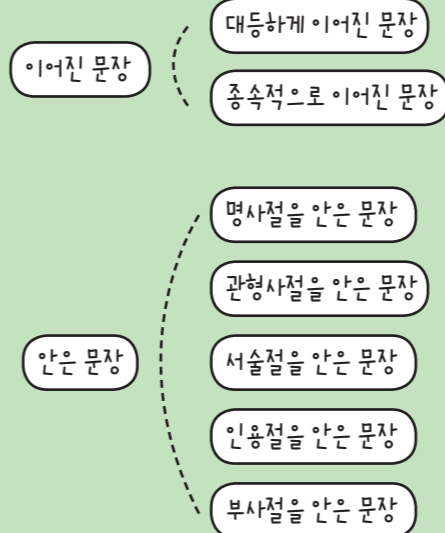 이어진 문장
대등하게 이어진 문장
종속적으로 이어진 문장
안은 문장
명사절을 안은 문장
관형사절을 안은 문장
서술절을 안은 문장
인용절을 안은 문장
부사절을 안은 문장